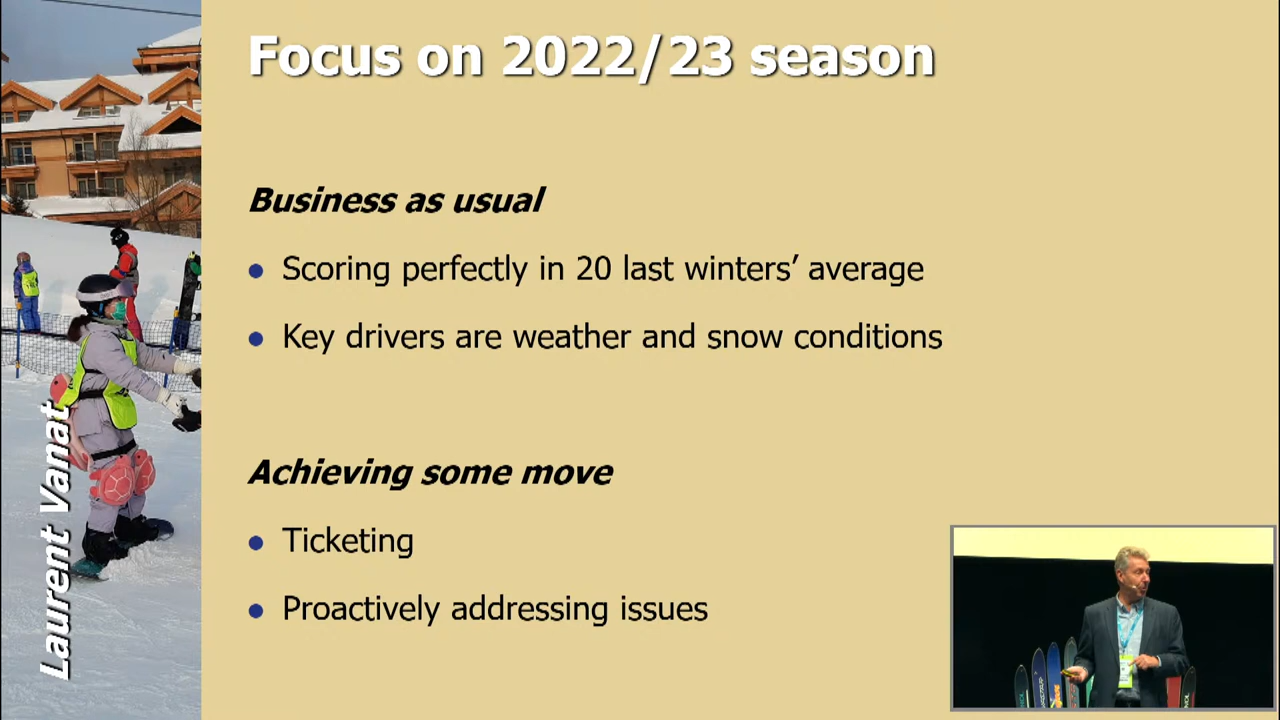 Focus on 2022/23 season
Business as usual
Scoring perfectly in 20 last winters’ average
Key drivers are weather and snow conditions
Achieving some move
Ticketing
Proactively addressing issues
Laurent Vanat